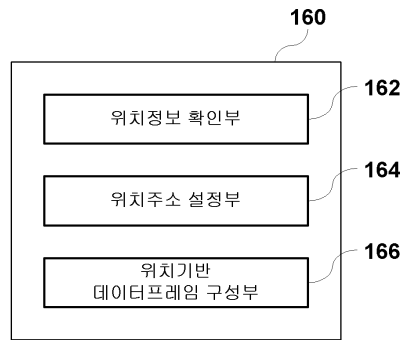 160
위치정보 확인부
162
위치주소 설정부
164
위치기반
데이터프레임 구성부
166